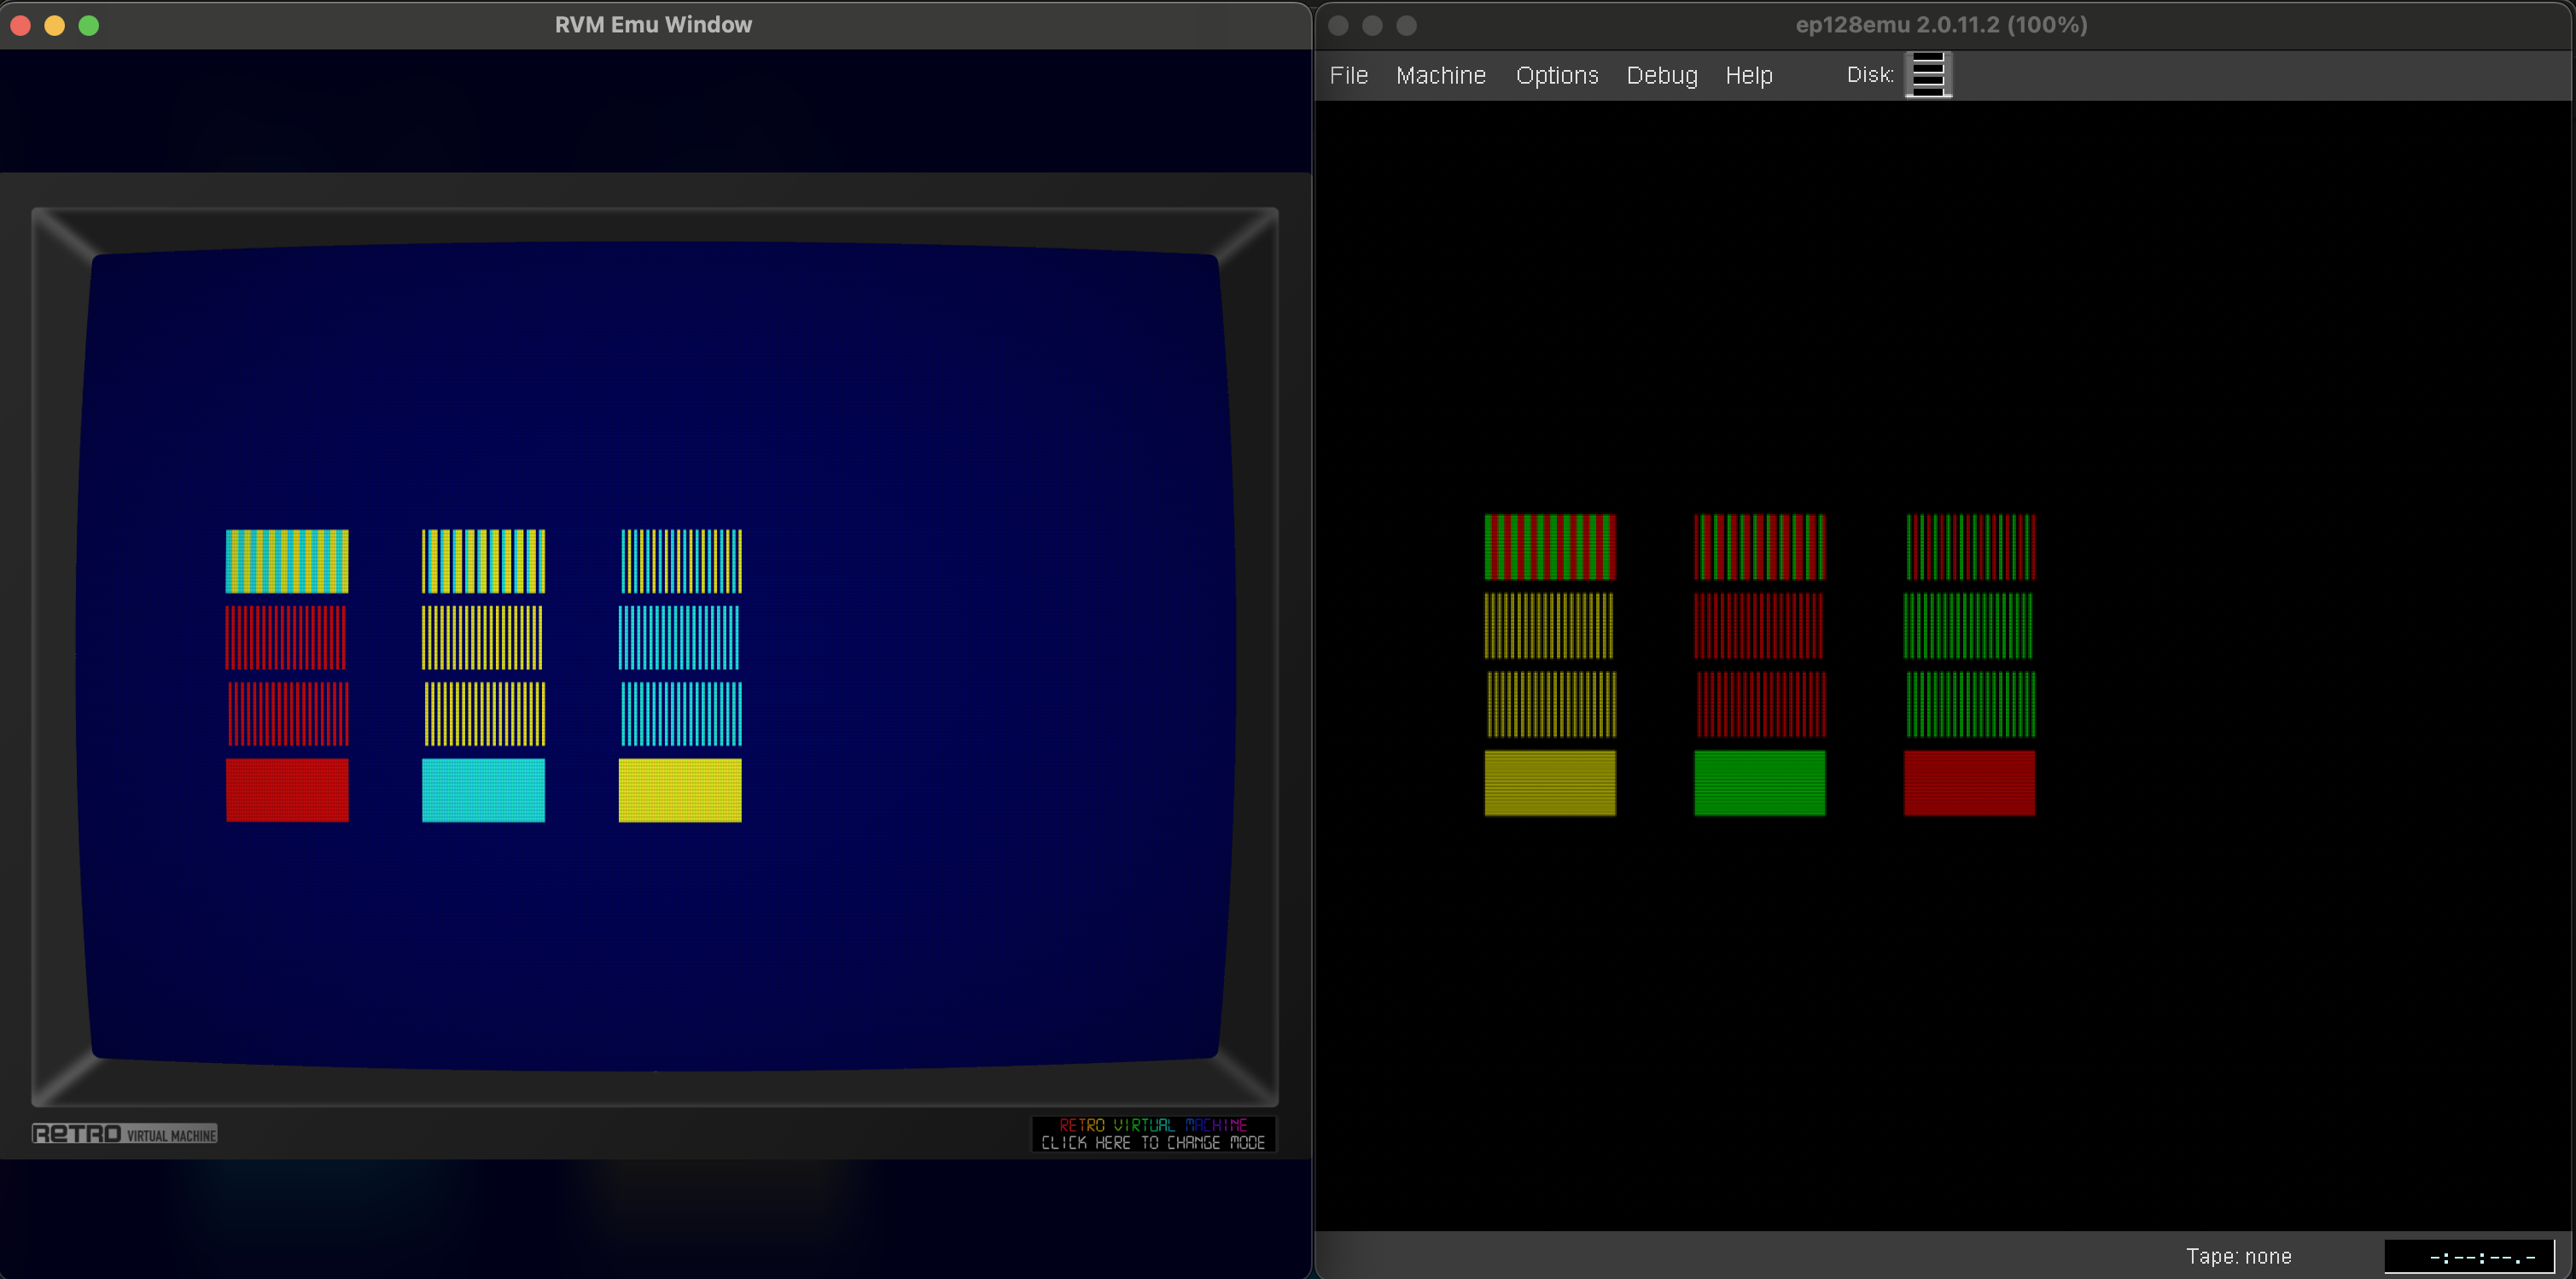 RVM Emu Window
ep128emu 2.0.11.2 (100%)
File Machine Options Debug Help Disk:
RETRO VIRTUAL MACHINE
RETRO VIRTUAL MACHINE
CLICK HERE TO CHANGE MODE
Tape: none
-:--:--.-